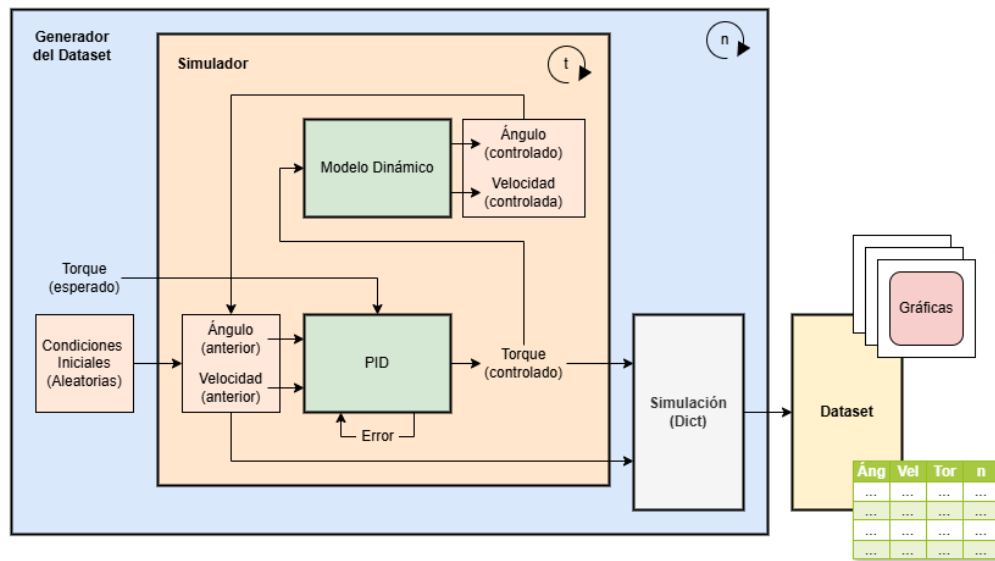 Generador
del Dataset
n
Simulador
t
Modelo Dinámico
Ángulo
(controlado)
Velocidad
(controlada)
Torque
(esperado)
Condiciones
Iniciales
(Aleatorias)
Ángulo
(anterior)
Velocidad
(anterior)
PID
Error
Torque
(controlado)
Simulación
(Dict)
Dataset
Gráficas
Áng Vel Tor n
... ... ... ...
... ... ... ...
... ... ... ...
... ... ... ...